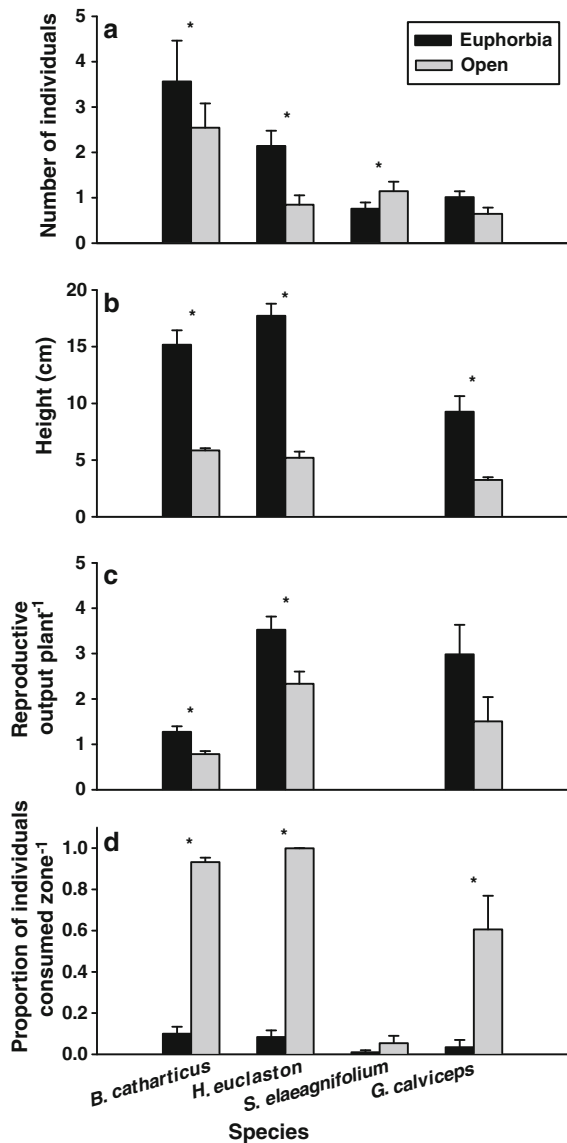 a
Euphorbia
Open
Number of individuals
5
4
3
2
1
0
*
*
*
b
Height (cm)
20
15
10
5
0
*
*
*
c
Reproductive
output plant-1
5
4
3
2
1
0
*
*
d
Proportion of individuals
consumed zone-1
1.0
0.8
0.6
0.4
0.2
0.0
*
*
*
B. catharticus
H. euclaston
S. elaeagnifolium
G. calviceps
Species